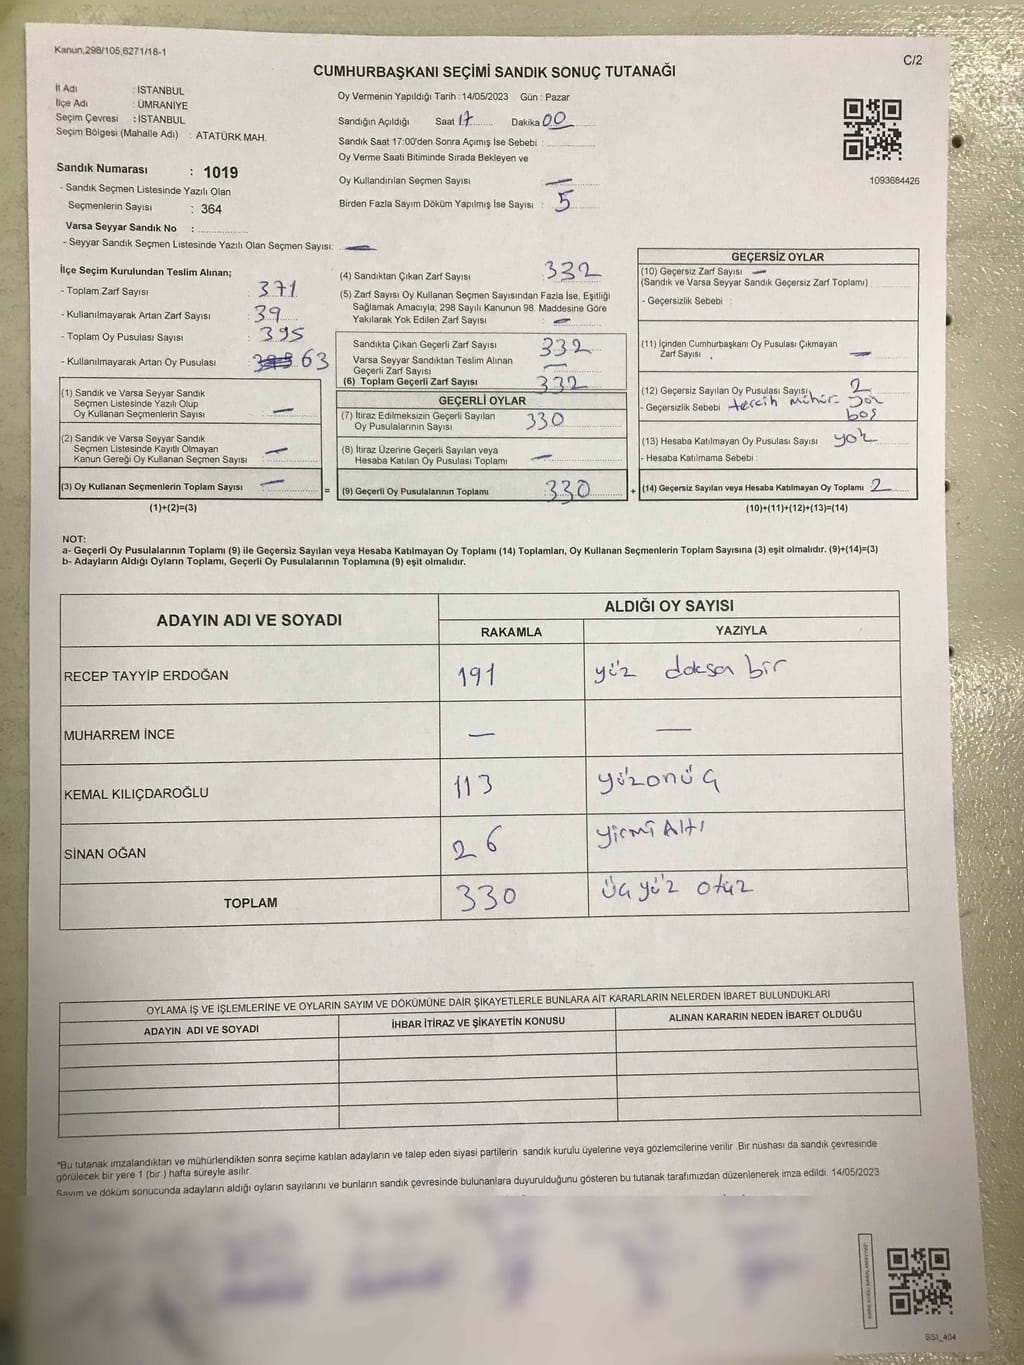 Kanun,298/105,6271/18-1
C/2
CUMHURBAŞKANI SEÇİMİ SANDIK SONUÇ TUTANAĞI
İl Adı : İSTANBUL
İlçe Adı : ÜMRANİYE
Seçim Çevresi : İSTANBUL
Seçim Bölgesi (Mahalle Adı) : ATATÜRK MAH.
Sandık Numarası : 1019
- Sandık Seçmen Listesinde Yazılı Olan
Seçmenlerin Sayısı : 364
Varsa Seyyar Sandık No :
- Seyyar Sandık Seçmen Listesinde Yazılı Olan Seçmen Sayısı: —
Oy Vermenin Yapıldığı Tarih : 14/05/2023 Gün : Pazar
Sandığın Açıldığı Saat 17 Dakika 00
Sandık Saat 17:00'den Sonra Açımış İse Sebebi :
Oy Verme Saati Bitiminde Sırada Bekleyen ve
Oy Kullandırılan Seçmen Sayısı : —
Birden Fazla Sayım Döküm Yapılmış İse Sayısı : 5
1093684426
İlçe Seçim Kurulundan Teslim Alınan;
- Toplam Zarf Sayısı : 371
- Kullanılmayarak Artan Zarf Sayısı : 39
- Toplam Oy Pusulası Sayısı : 395
- Kullanılmayarak Artan Oy Pusulası : 63
(1) Sandık ve Varsa Seyyar Sandık
Seçmen Listesinde Yazılı Olup
Oy Kullanan Seçmenlerin Sayısı : —
(2) Sandık ve Varsa Seyyar Sandık
Seçmen Listesinde Kayıtlı Olmayan
Kanun Gereği Oy Kullanan Seçmen Sayısı : —
(3) Oy Kullanan Seçmenlerin Toplam Sayısı : —
(1)+(2)=(3)
(4) Sandıktan Çıkan Zarf Sayısı : 332
(5) Zarf Sayısı Oy Kullanan Seçmen Sayısından Fazla İse, Eşitliği
Sağlamak Amacıyla; 298 Sayılı Kanunun 98. Maddesine Göre
Yakılarak Yok Edilen Zarf Sayısı : —
Sandıkta Çıkan Geçerli Zarf Sayısı : 332
Varsa Seyyar Sandıktan Teslim Alınan
Geçerli Zarf Sayısı : —
(6) Toplam Geçerli Zarf Sayısı : 332
GEÇERLİ OYLAR
(7) İtiraz Edilmeksizin Geçerli Sayılan
Oy Pusulalarının Sayısı : 330
(8) İtiraz Üzerine Geçerli Sayılan veya
Hesaba Katılan Oy Pusulası Toplamı : —
= (9) Geçerli Oy Pusulalarının Toplamı : 330
GEÇERSİZ OYLAR
(10) Geçersiz Zarf Sayısı —
(Sandık ve Varsa Seyyar Sandık Geçersiz Zarf Toplamı)
- Geçersizlik Sebebi :
(11) İçinden Cumhurbaşkanı Oy Pusulası Çıkmayan
Zarf Sayısı : —
(12) Geçersiz Sayılan Oy Pusulası Sayısı : 2
- Geçersizlik Sebebi tercih mühür yok
boş
(13) Hesaba Katılmayan Oy Pusulası Sayısı : yok
- Hesaba Katılmama Sebebi :
+ (14) Geçersiz Sayılan veya Hesaba Katılmayan Oy Toplamı : 2
(10)+(11)+(12)+(13)=(14)
NOT:
a- Geçerli Oy Pusulalarının Toplamı (9) ile Geçersiz Sayılan veya Hesaba Katılmayan Oy Toplamı (14) Toplamları, Oy Kullanan Seçmenlerin Toplam Sayısına (3) eşit olmalıdır. (9)+(14)=(3)
b- Adayların Aldığı Oyların Toplamı, Geçerli Oy Pusulalarının Toplamına (9) eşit olmalıdır.
ADAYIN ADI VE SOYADI
ALDIĞI OY SAYISI
RAKAMLA YAZIYLA
RECEP TAYYİP ERDOĞAN 191 yüz doksan bir
MUHARREM İNCE — —
KEMAL KILIÇDAROĞLU 113 yüzonüç
SİNAN OĞAN 26 yirmi Altı
TOPLAM 330 üçyüz otuz
OYLAMA İŞ VE İŞLEMLERİNE VE OYLARIN SAYIM VE DÖKÜMÜNE DAİR ŞİKAYETLERLE BUNLARA AİT KARARLARIN NELERDEN İBARET BULUNDUKLARI
ADAYIN ADI VE SOYADI İHBAR İTİRAZ VE ŞİKAYETİN KONUSU ALINAN KARARIN NEDEN İBARET OLDUĞU
*Bu tutanak imzalandıktan ve mühürlendikten sonra seçime katılan adayların ve talep eden siyasi partilerin sandık kurulu üyelerine veya gözlemcilerine verilir .Bir nüshası da sandık çevresinde
görülecek bir yere 1 (bir ) hafta süreyle asılır.
Sayım ve döküm sonucunda adayların aldığı oyların sayılarını ve bunların sandık çevresinde bulunanlara duyurulduğunu gösteren bu tutanak tarafımızdan düzenlenerek imza edildi. 14/05/2023
SSI_404